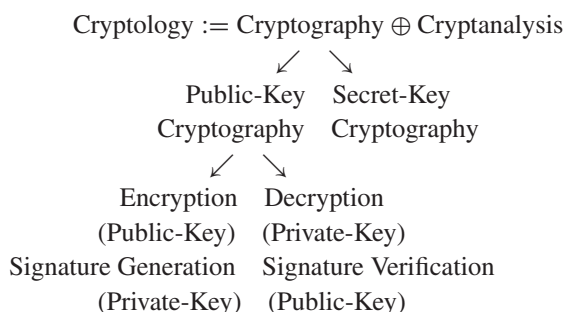 Cryptology := Cryptography ⊕ Cryptanalysis
↙ ↘
Public-Key Secret-Key
Cryptography Cryptography
↙ ↘
Encryption Decryption
(Public-Key) (Private-Key)
Signature Generation Signature Verification
(Private-Key) (Public-Key)